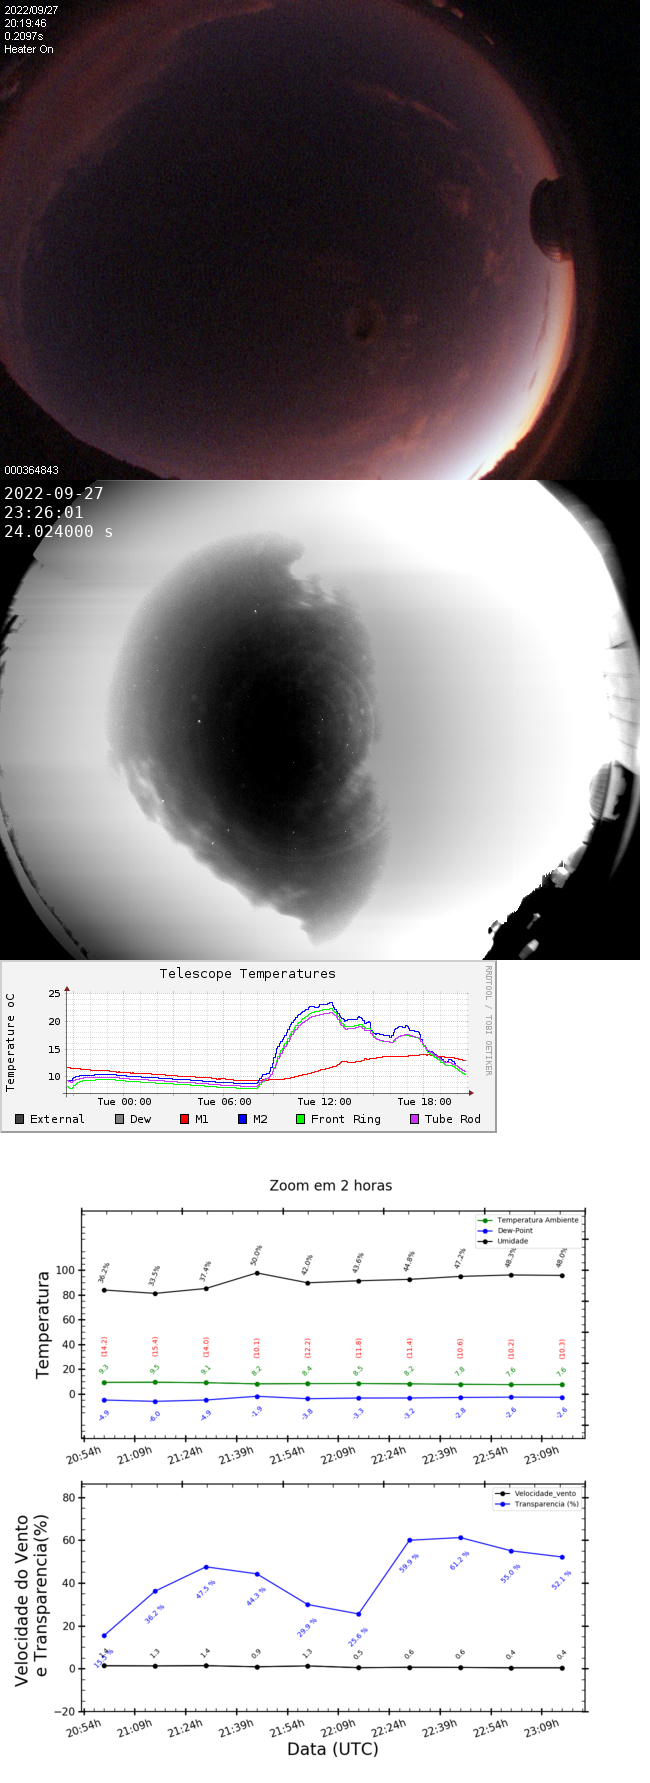 2022/09/27
20:19:46
0.2097s
Heater On
000364843
2022-09-27
23:26:01
24.024000 s
Telescope Temperatures
RRDTOOL / TOBI OETIKER
Temperature oC
25
20
15
10
Tue 00:00 Tue 06:00 Tue 12:00 Tue 18:00
External Dew M1 M2 Front Ring Tube Rod
Zoom em 2 horas
Temperatura Ambiente
Dew-Point
Umidade
Temperatura
100
80
60
40
20
0
36.2% 33.5% 37.4% 50.0% 42.0% 43.6% 44.8% 47.2% 48.3% 48.0%
(14.2) (15.4) (14.0) (10.1) (12.2) (11.8) (11.4) (10.6) (10.2) (10.3)
9.3 9.5 9.1 8.2 8.4 8.5 8.2 7.8 7.6 7.6
-4.9 -6.0 -4.9 -1.9 -3.8 -3.3 -3.2 -2.8 -2.6 -2.6
20:54h 21:09h 21:24h 21:39h 21:54h 22:09h 22:24h 22:39h 22:54h 23:09h
Velocidade_vento
Transparencia (%)
Velocidade do Vento
e Transparencia(%)
80
60
40
20
0
−20
36.2 % 47.5 % 44.3 % 29.9 % 25.6 % 59.9 % 61.2 % 55.0 % 52.1 %
1.4 1.3 1.4 0.9 1.3 0.5 0.6 0.6 0.4 0.4
20:54h 21:09h 21:24h 21:39h 21:54h 22:09h 22:24h 22:39h 22:54h 23:09h
Data (UTC)